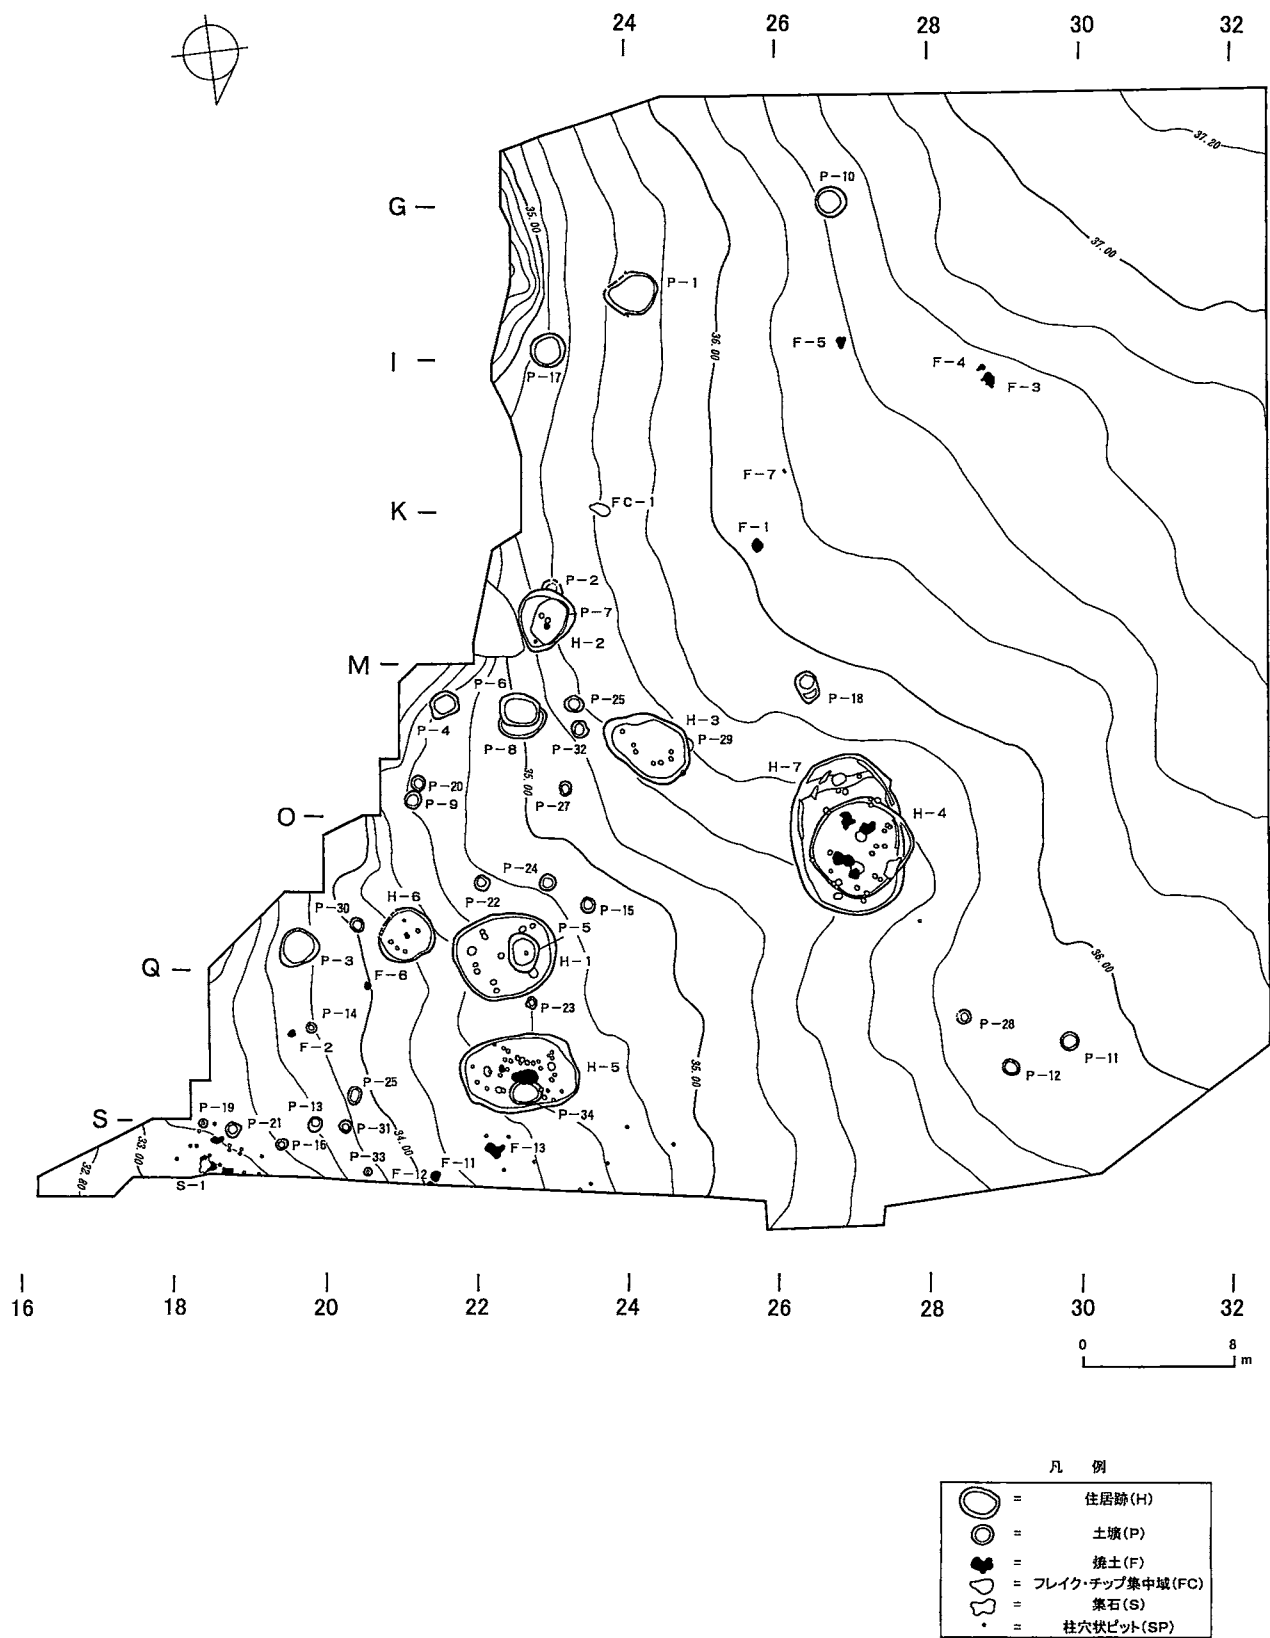 24 26 28 30 32
37.20
P-10
G
35.00
37.00
P-1
36.00
F-5
I
F-4
P-17
F-3
F-7
K
FC-1
F-1
P-2
P-7
H-2
M
P-6
P-25
P-18
H-3
P-4
P-8
P-32
P-29
H-7
P-20
P-27
P-9
35.00
H-4
O
P-24
P-22
H-6
P-15
P-30
P-5
P-3
H-1
Q
F-6
36.00
P-23
P-14
P-28
F-2
P-11
H-5
P-12
P-25
35.00
P-34
S
P-19
P-13
P-21
P-31
33.00
P-16
34.00
F-13
P-33
F-11
32.80
F-12
S-1
16 18 20 22 24 26 28 30 32
0 8
m
凡 例
= 住居跡(H)
= 土壙(P)
= 焼土(F)
= フレイク・チップ集中域(FC)
= 集石(S)
= 柱穴状ピット(SP)